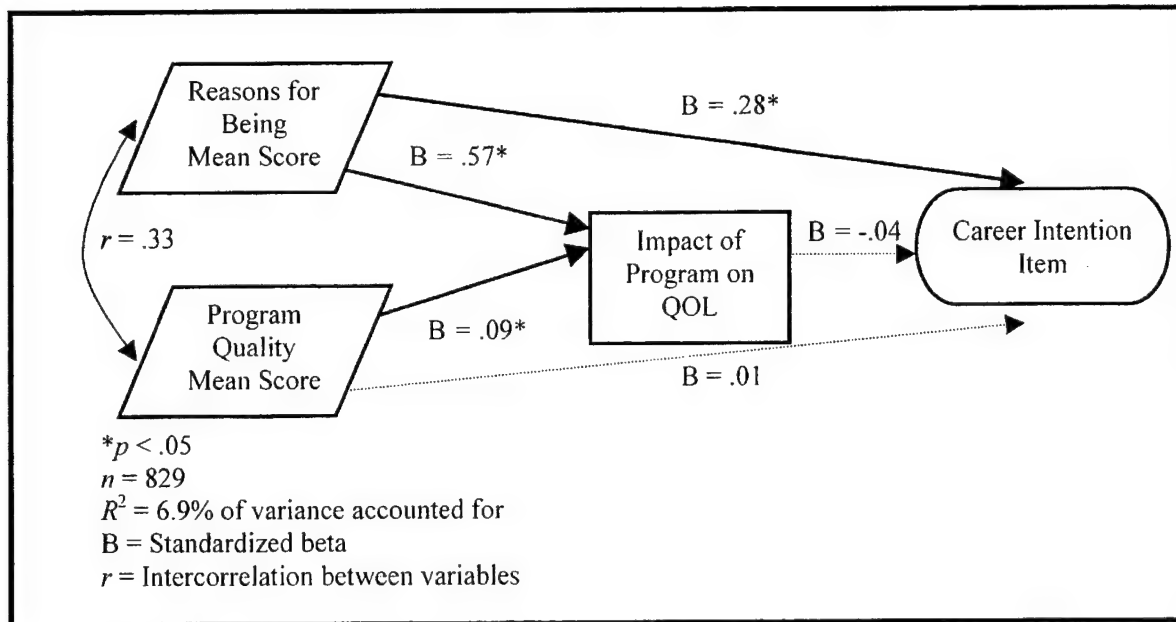 Reasons for
Being
Mean Score
B = .28*
B = .57*
r = .33
Impact of
Program on
QOL
B = -.04
Career Intention
Item
Program
Quality
Mean Score
B = .09*
B = .01
*p < .05
n = 829
R² = 6.9% of variance accounted for
B = Standardized beta
r = Intercorrelation between variables